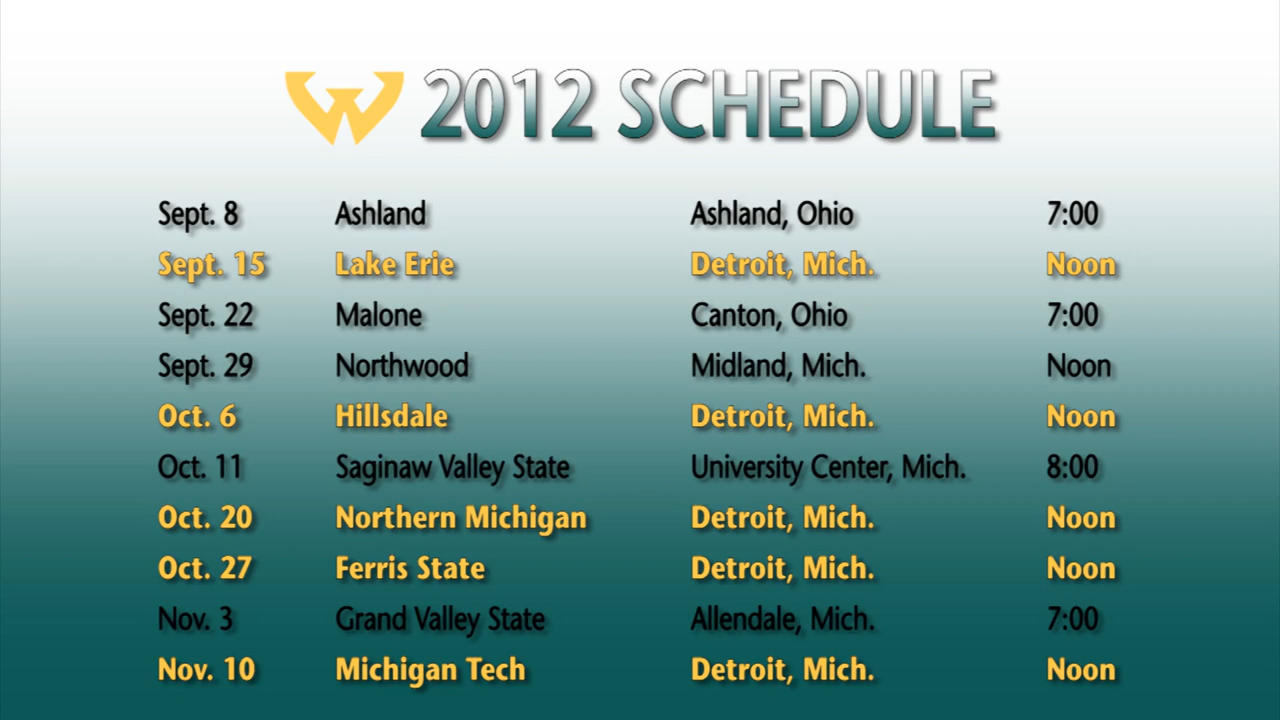 W 2012 SCHEDULE
Sept. 8 Ashland Ashland, Ohio 7:00
Sept. 15 Lake Erie Detroit, Mich. Noon
Sept. 22 Malone Canton, Ohio 7:00
Sept. 29 Northwood Midland, Mich. Noon
Oct. 6 Hillsdale Detroit, Mich. Noon
Oct. 11 Saginaw Valley State University Center, Mich. 8:00
Oct. 20 Northern Michigan Detroit, Mich. Noon
Oct. 27 Ferris State Detroit, Mich. Noon
Nov. 3 Grand Valley State Allendale, Mich. 7:00
Nov. 10 Michigan Tech Detroit, Mich. Noon